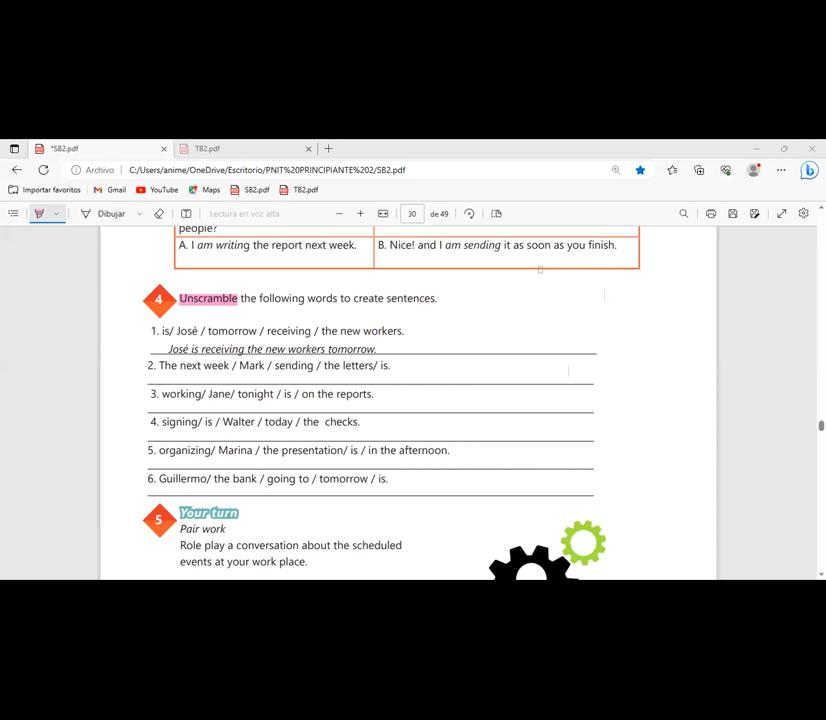 *SB2.pdf
TB2.pdf
Archivo C:/Users/anime/OneDrive/Escritorio/PNIT%20PRINCIPIANTE%202/SB2.pdf
Importar favoritos Gmail YouTube Maps SB2.pdf TB2.pdf
Dibujar Lectura en voz alta 30 de 49
people?
A. I am writing the report next week. B. Nice! and I am sending it as soon as you finish.
4 Unscramble the following words to create sentences.
1. is/ José / tomorrow / receiving / the new workers.
José is receiving the new workers tomorrow.
2. The next week / Mark / sending / the letters/ is.
3. working/ Jane/ tonight / is / on the reports.
4. signing/ is / Walter / today / the checks.
5. organizing/ Marina / the presentation/ is / in the afternoon.
6. Guillermo/ the bank / going to / tomorrow / is.
5 Your turn
Pair work
Role play a conversation about the scheduled
events at your work place.